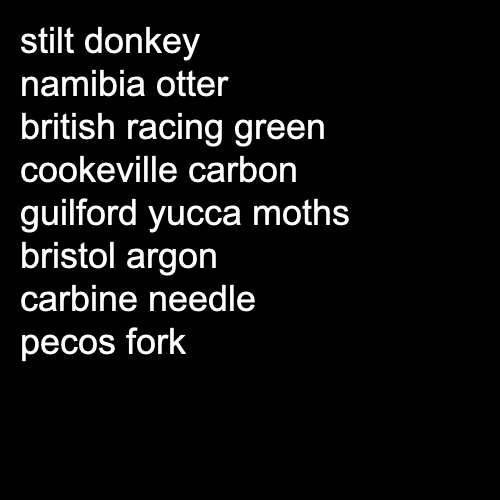 stilt donkey
namibia otter
british racing green
cookeville carbon
guilford yucca moths
bristol argon
carbine needle
pecos fork